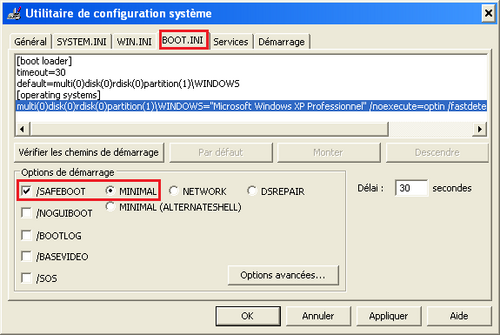 Utilitaire de configuration système
Général SYSTEM.INI WIN.INI BOOT.INI Services Démarrage
[boot loader]
timeout=30
default=multi(0)disk(0)rdisk(0)partition(1)\WINDOWS
[operating systems]
multi(0)disk(0)rdisk(0)partition(1)\WINDOWS="Microsoft Windows XP Professionnel" /noexecute=optin /fastdete
Vérifier les chemins de démarrage Par défaut Monter Descendre
Options de démarrage
/SAFEBOOT MINIMAL NETWORK DSREPAIR Délai : 30 secondes
/NOGUIBOOT MINIMAL (ALTERNATESHELL)
/BOOTLOG
/BASEVIDEO
/SOS Options avancées...
OK Annuler Appliquer Aide